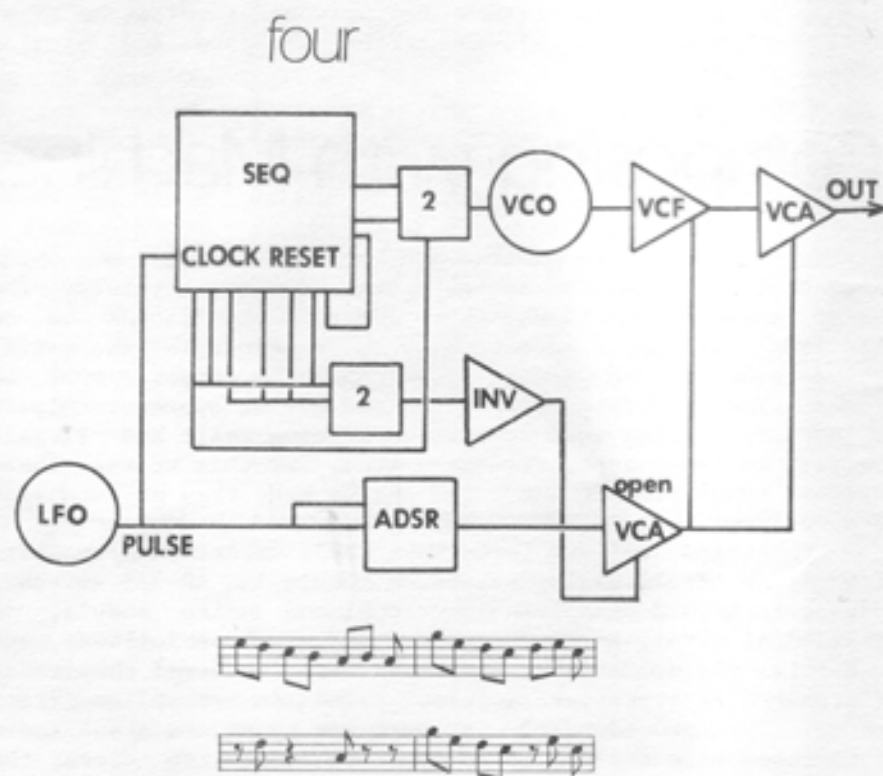 four
SEQ
CLOCK RESET
2
VCO
VCF
VCA
OUT
2
INV
LFO
PULSE
ADSR
open
VCA